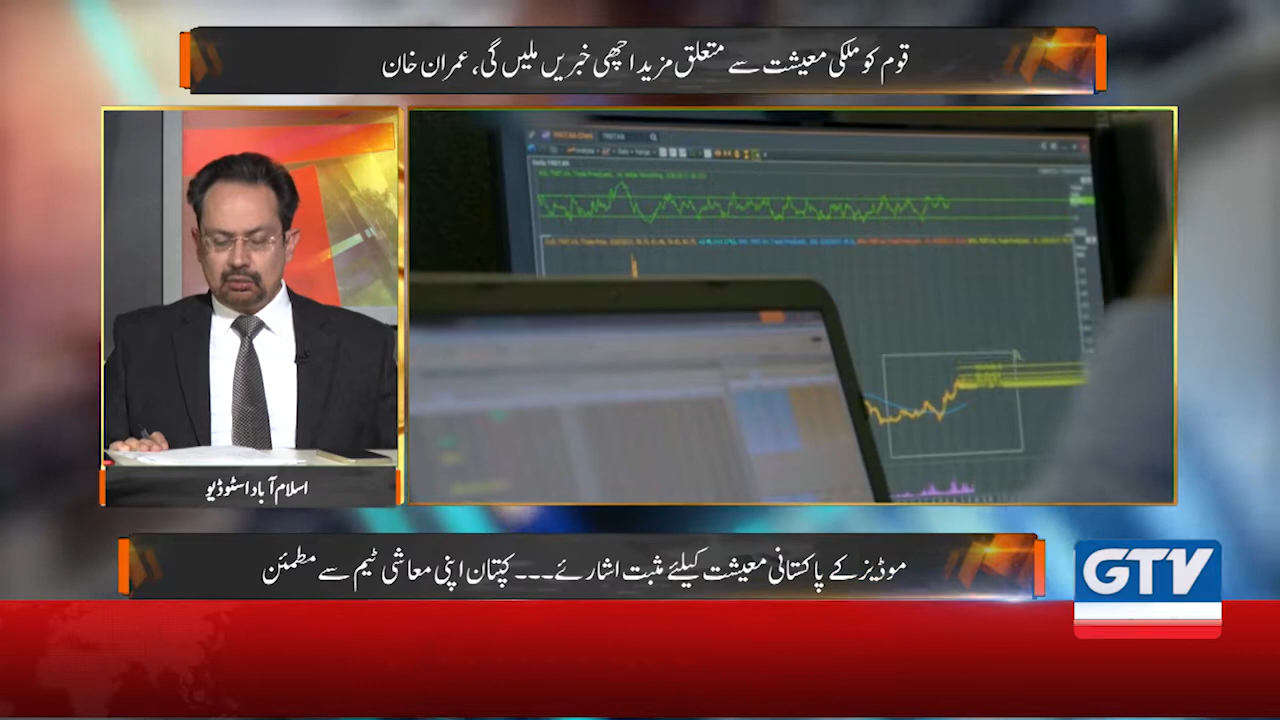 قوم کو ملکی معیشت سے متعلق مزید اچھی خبریں ملیں گی، عمران خان
اسلام آباد اسٹوڈیو
موڈیز کے پاکستانی معیشت کیلئے مثبت اشارئے۔۔۔ کپتان اپنی معاشی ٹیم سے مطمئن
GTV